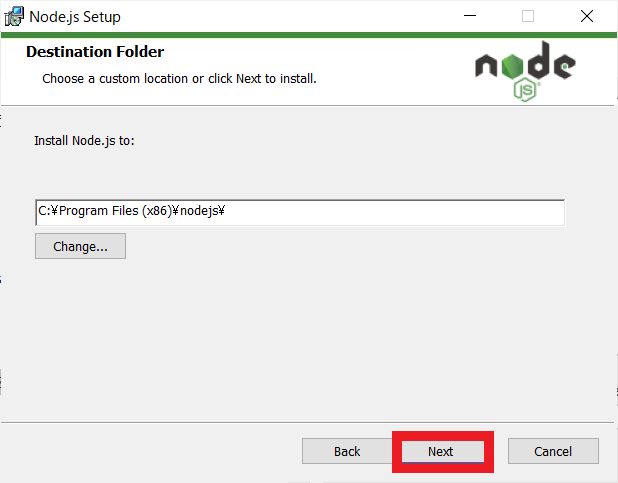 Node.js Setup
Destination Folder
Choose a custom location or click Next to install.
node
JS
Install Node.js to:
C:¥Program Files (x86)¥nodejs¥
Change...
Back
Next
Cancel